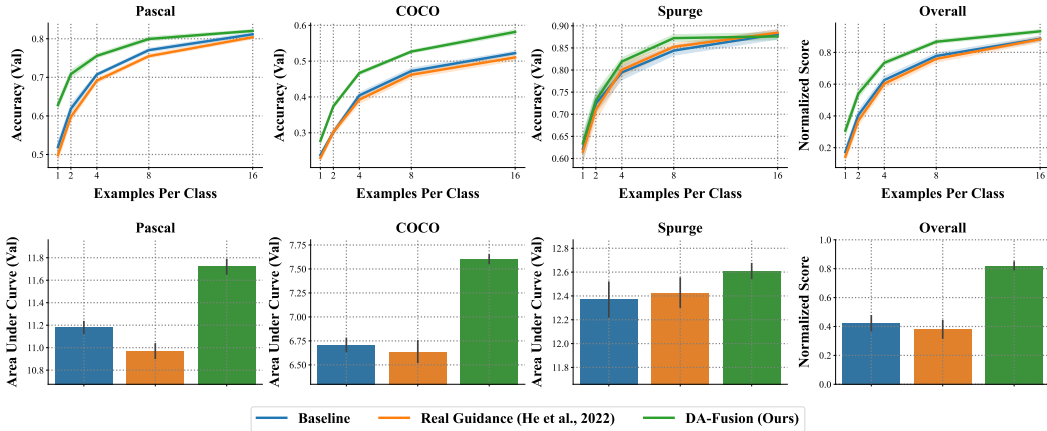 Pascal
COCO
Spurge
Overall
Accuracy (Val)
0.8
0.7
0.6
0.5
1 2 4 8 16
Examples Per Class
Accuracy (Val)
0.6
0.5
0.4
0.3
1 2 4 8 16
Examples Per Class
Accuracy (Val)
0.90
0.85
0.80
0.75
0.70
0.65
0.60
1 2 4 8 16
Examples Per Class
Normalized Score
0.8
0.6
0.4
0.2
1 2 4 8 16
Examples Per Class
Pascal
COCO
Spurge
Overall
Area Under Curve (Val)
11.8
11.5
11.2
11.0
10.8
Area Under Curve (Val)
7.75
7.50
7.25
7.00
6.75
6.50
Area Under Curve (Val)
12.8
12.6
12.4
12.2
12.0
11.8
Normalized Score
1.0
0.8
0.6
0.4
0.2
0.0
Baseline
Real Guidance (He et al., 2022)
DA-Fusion (Ours)